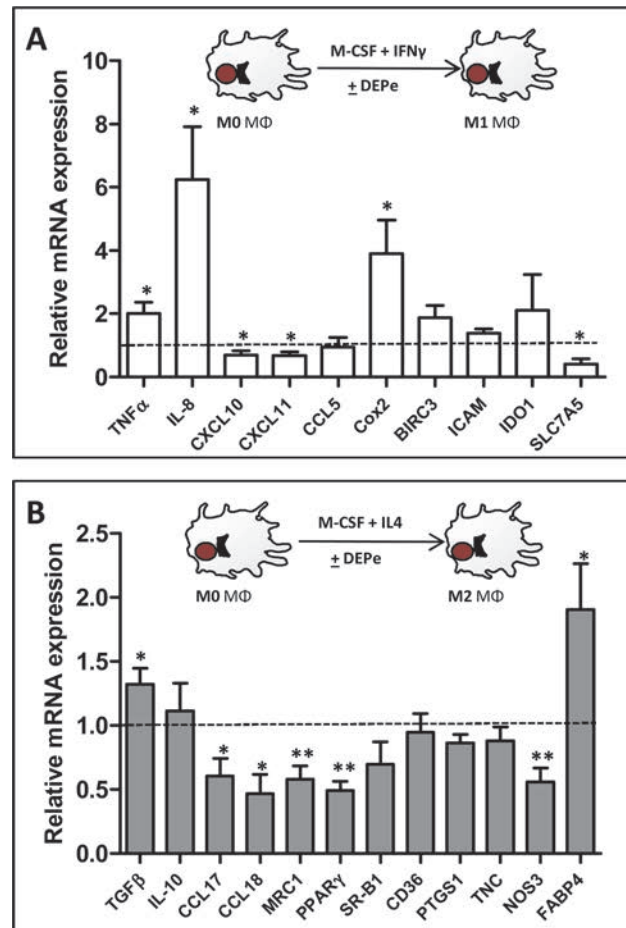 A
M-CSF + IFNγ
± DEPe
M0 MΦ
M1 MΦ
Relative mRNA expression
10
8
6
4
2
0
*
*
*
*
*
*
TNFα
IL-8
CXCL10
CXCL11
CCL5
Cox2
BIRC3
ICAM
IDO1
SLC7A5
B
M-CSF + IL4
± DEPe
M0 MΦ
M2 MΦ
Relative mRNA expression
2.5
2.0
1.5
1.0
0.5
0.0
*
*
*
**
**
**
*
TGFβ
IL-10
CCL17
CCL18
MRC1
PPARγ
SR-B1
CD36
PTGS1
TNC
NOS3
FABP4